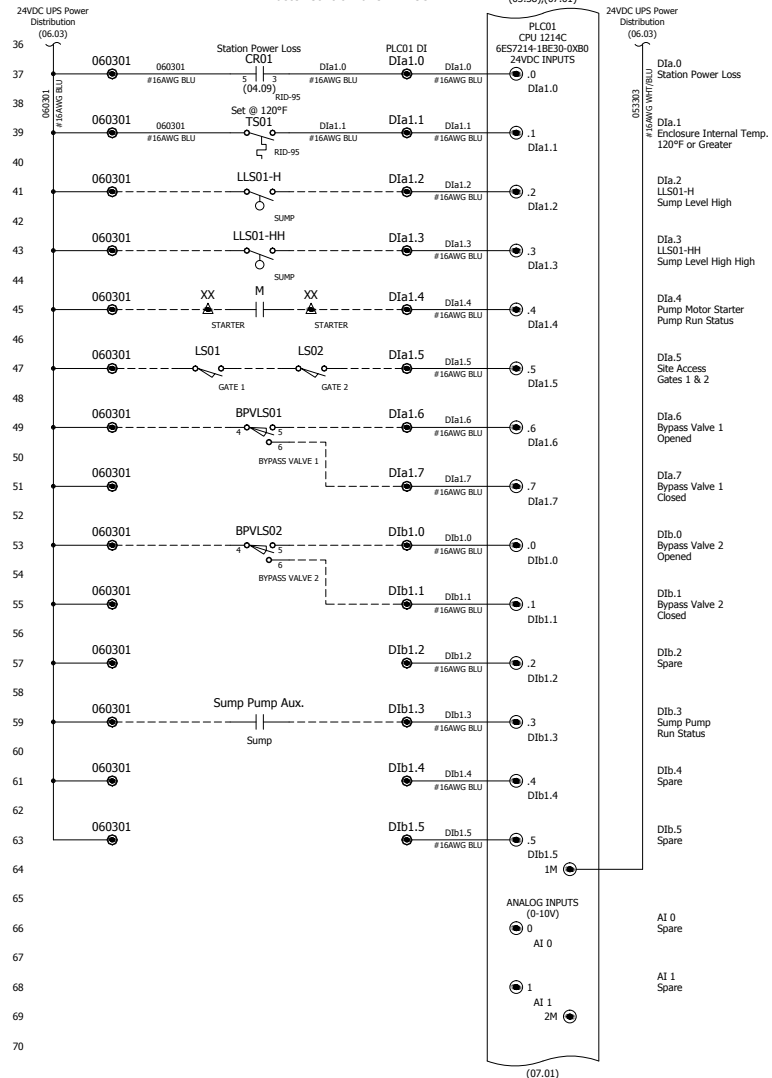 24VDC UPS Power
Distribution
(06.03)
24VDC UPS Power
Distribution
(06.03)
PLC01
CPU 1214C
6ES7214-1BE30-0XB0
24VDC INPUTS
36
060301
#16AWG BLU
053303
#16AWG WHT/BLU
Station Power Loss
PLC01 DI
37
060301
060301
#16AWG BLU
CR01
5
3
(04.09)
RID-95
DIa1.0
#16AWG BLU
DIa1.0
DIa1.0
#16AWG BLU
.0
DIa1.0
DIa.0
Station Power Loss
38
Set @ 120°F
39
060301
060301
#16AWG BLU
TS01
RID-95
DIa1.1
#16AWG BLU
DIa1.1
DIa1.1
#16AWG BLU
.1
DIa1.1
DIa.1
Enclosure Internal Temp.
120°F or Greater
40
41
060301
LLS01-H
SUMP
DIa1.2
DIa1.2
#16AWG BLU
.2
DIa1.2
DIa.2
LLS01-H
Sump Level High
42
43
060301
LLS01-HH
SUMP
DIa1.3
DIa1.3
#16AWG BLU
.3
DIa1.3
DIa.3
LLS01-HH
Sump Level High High
44
45
060301
XX
STARTER
M
XX
STARTER
DIa1.4
DIa1.4
#16AWG BLU
.4
DIa1.4
DIa.4
Pump Motor Starter
Pump Run Status
46
47
060301
LS01
GATE 1
LS02
GATE 2
DIa1.5
DIa1.5
#16AWG BLU
.5
DIa1.5
DIa.5
Site Access
Gates 1 & 2
48
49
060301
BPVLS01
4
5
6
BYPASS VALVE 1
DIa1.6
DIa1.6
#16AWG BLU
.6
DIa1.6
DIa.6
Bypass Valve 1
Opened
50
51
060301
DIa1.7
DIa1.7
#16AWG BLU
.7
DIa1.7
DIa.7
Bypass Valve 1
Closed
52
53
060301
BPVLS02
4
5
6
BYPASS VALVE 2
DIb1.0
DIb1.0
#16AWG BLU
.0
DIb1.0
DIb.0
Bypass Valve 2
Opened
54
55
060301
DIb1.1
DIb1.1
#16AWG BLU
.1
DIb1.1
DIb.1
Bypass Valve 2
Closed
56
57
060301
DIb1.2
DIb1.2
#16AWG BLU
.2
DIb1.2
DIb.2
Spare
58
59
060301
Sump Pump Aux.
Sump
DIb1.3
DIb1.3
#16AWG BLU
.3
DIb1.3
DIb.3
Sump Pump
Run Status
60
61
060301
DIb1.4
DIb1.4
#16AWG BLU
.4
DIb1.4
DIb.4
Spare
62
63
060301
DIb1.5
DIb1.5
#16AWG BLU
.5
DIb1.5
DIb.5
Spare
64
1M
65
ANALOG INPUTS
(0-10V)
66
0
AI 0
AI 0
Spare
67
68
1
AI 1
AI 1
Spare
69
2M
70
(07.01)